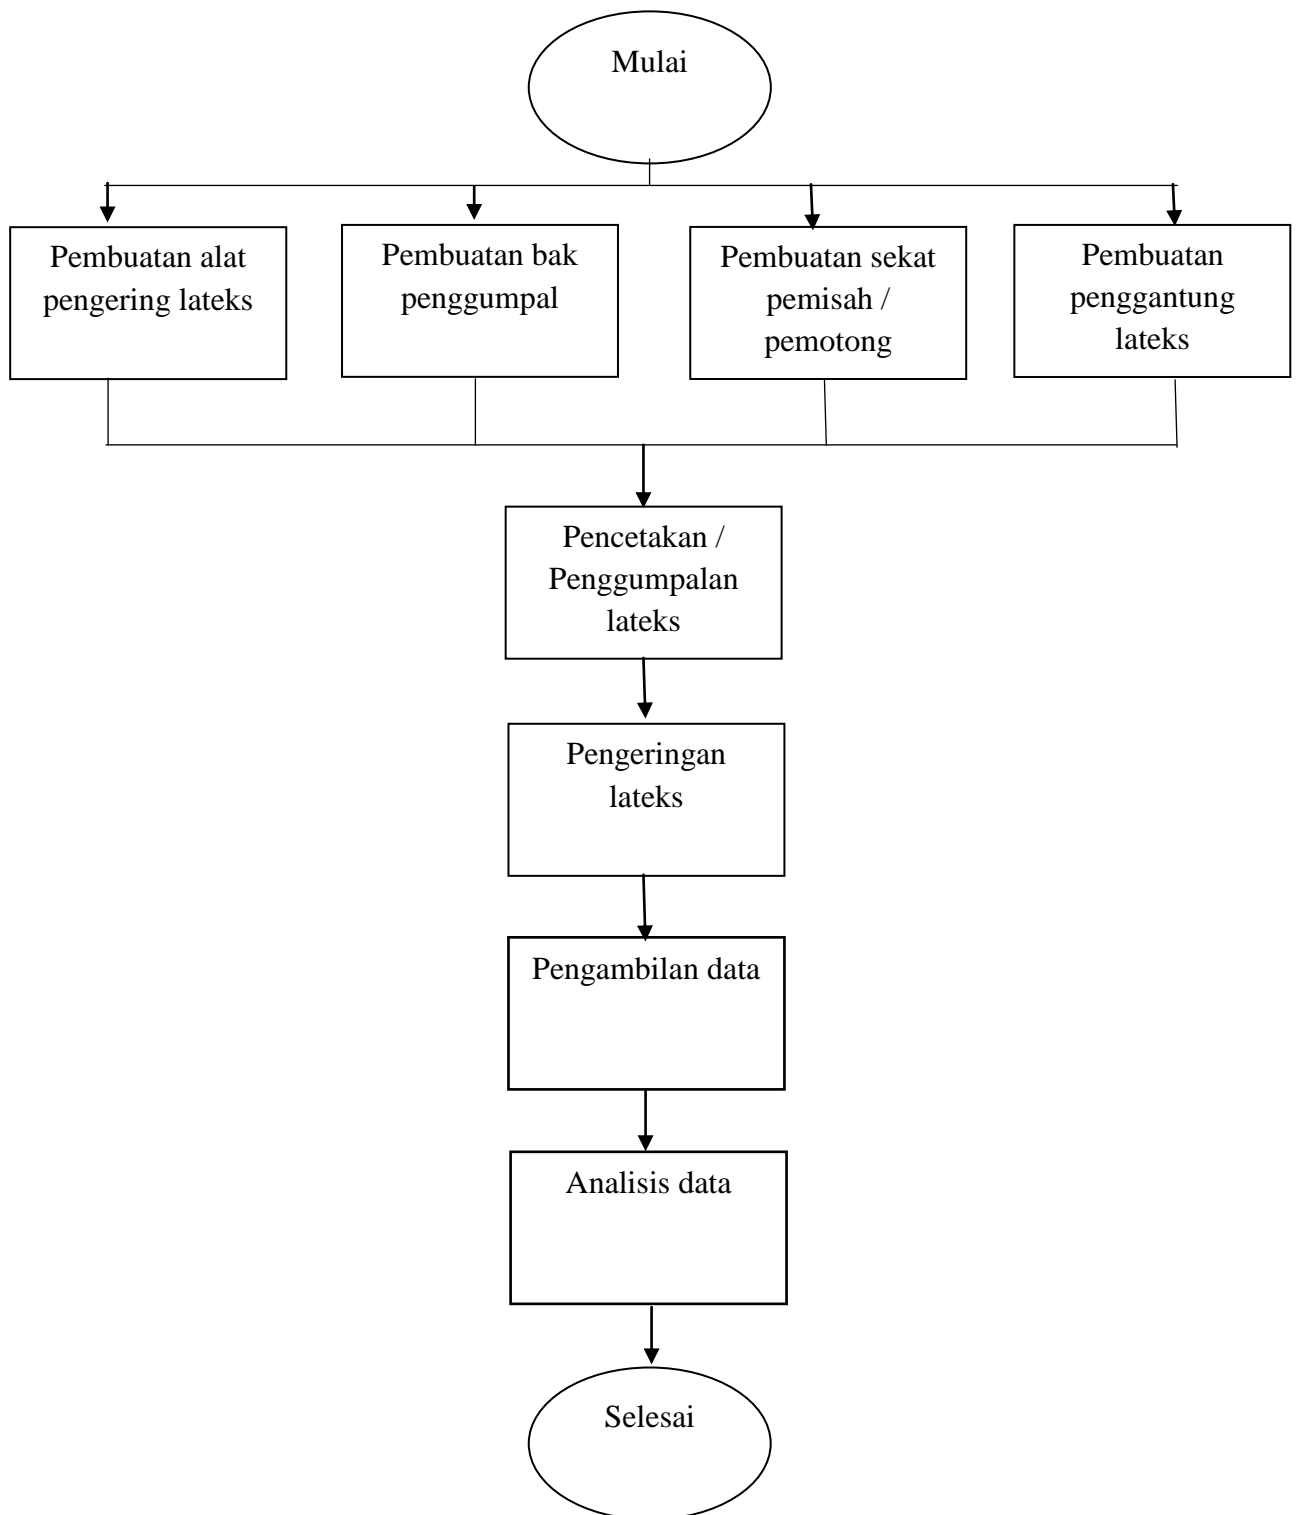 Mulai
Pembuatan alat
pengering lateks
Pembuatan bak
penggumpal
Pembuatan sekat
pemisah /
pemotong
Pembuatan
penggantung
lateks
Pencetakan /
Penggumpalan
lateks
Pengeringan
lateks
Pengambilan data
Analisis data
Selesai